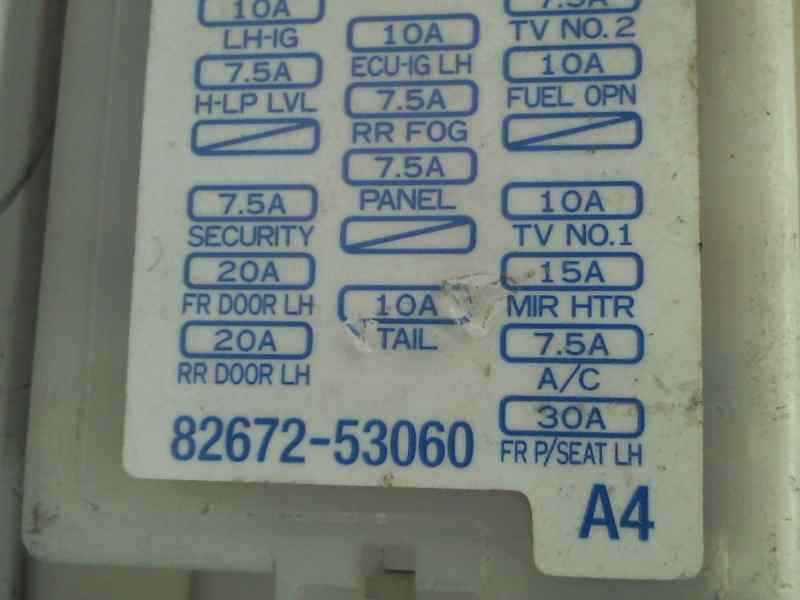 10A
LH-IG
7.5A
H-LP LVL
7.5A
SECURITY
20A
FR DOOR LH
20A
RR DOOR LH
10A
ECU-IG LH
7.5A
RR FOG
7.5A
PANEL
10A
TAIL
7.5A
TV NO.2
10A
FUEL OPN
10A
TV NO.1
15A
MIR HTR
7.5A
A/C
30A
FR P/SEAT LH
82672-53060
A4